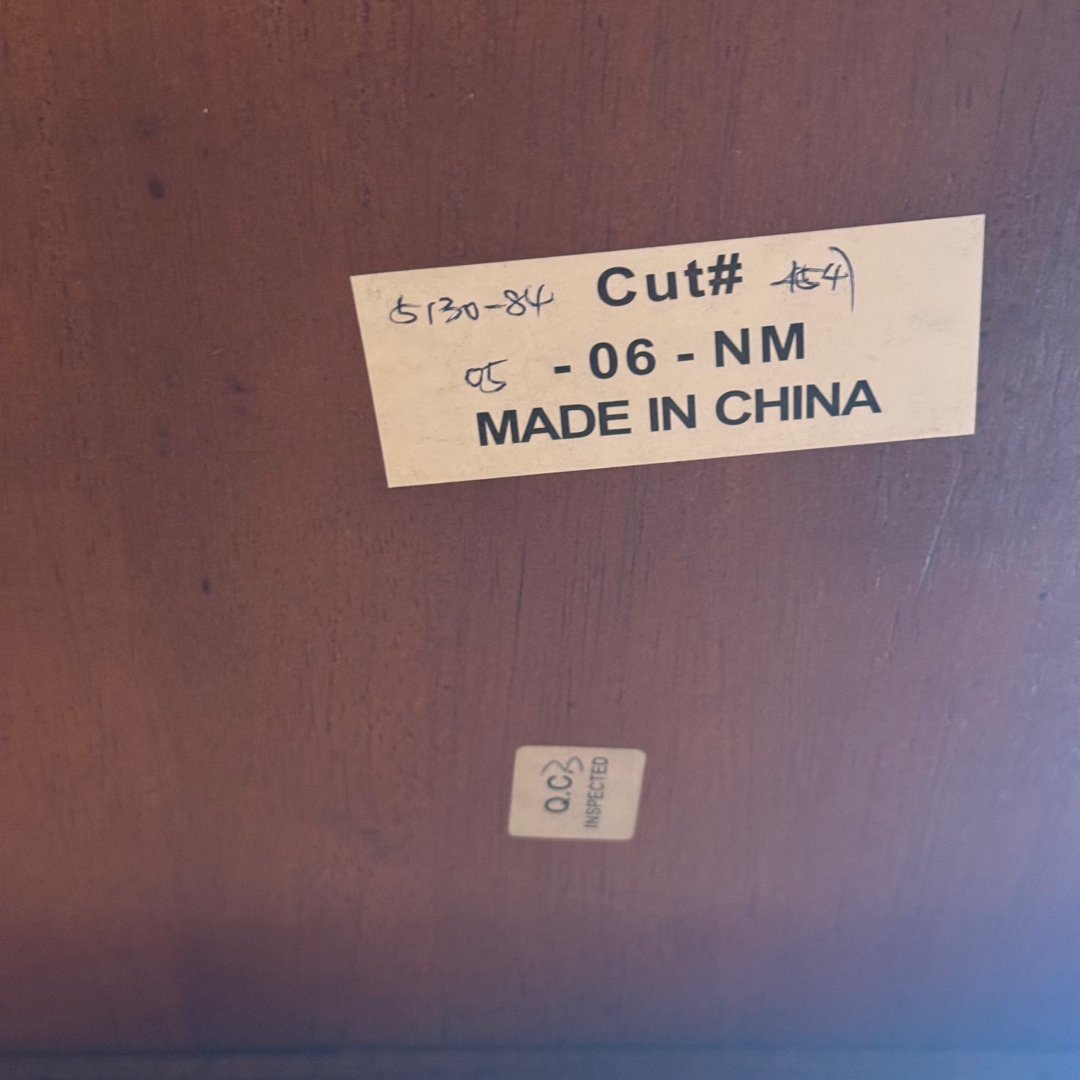 5130-84 Cut#
05 - 06 - NM
MADE IN CHINA
Q.C
INSPECTED